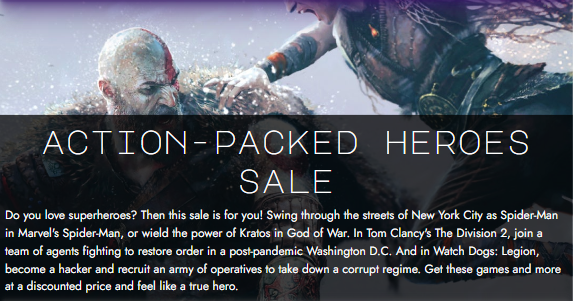 ACTION-PACKED HEROES
SALE
Do you love superheroes? Then this sale is for you! Swing through the streets of New York City as Spider-Man
in Marvel's Spider-Man, or wield the power of Kratos in God of War. In Tom Clancy's The Division 2, join a
team of agents fighting to restore order in a post-pandemic Washington D.C. And in Watch Dogs: Legion,
become a hacker and recruit an army of operatives to take down a corrupt regime. Get these games and more
at a discounted price and feel like a true hero.